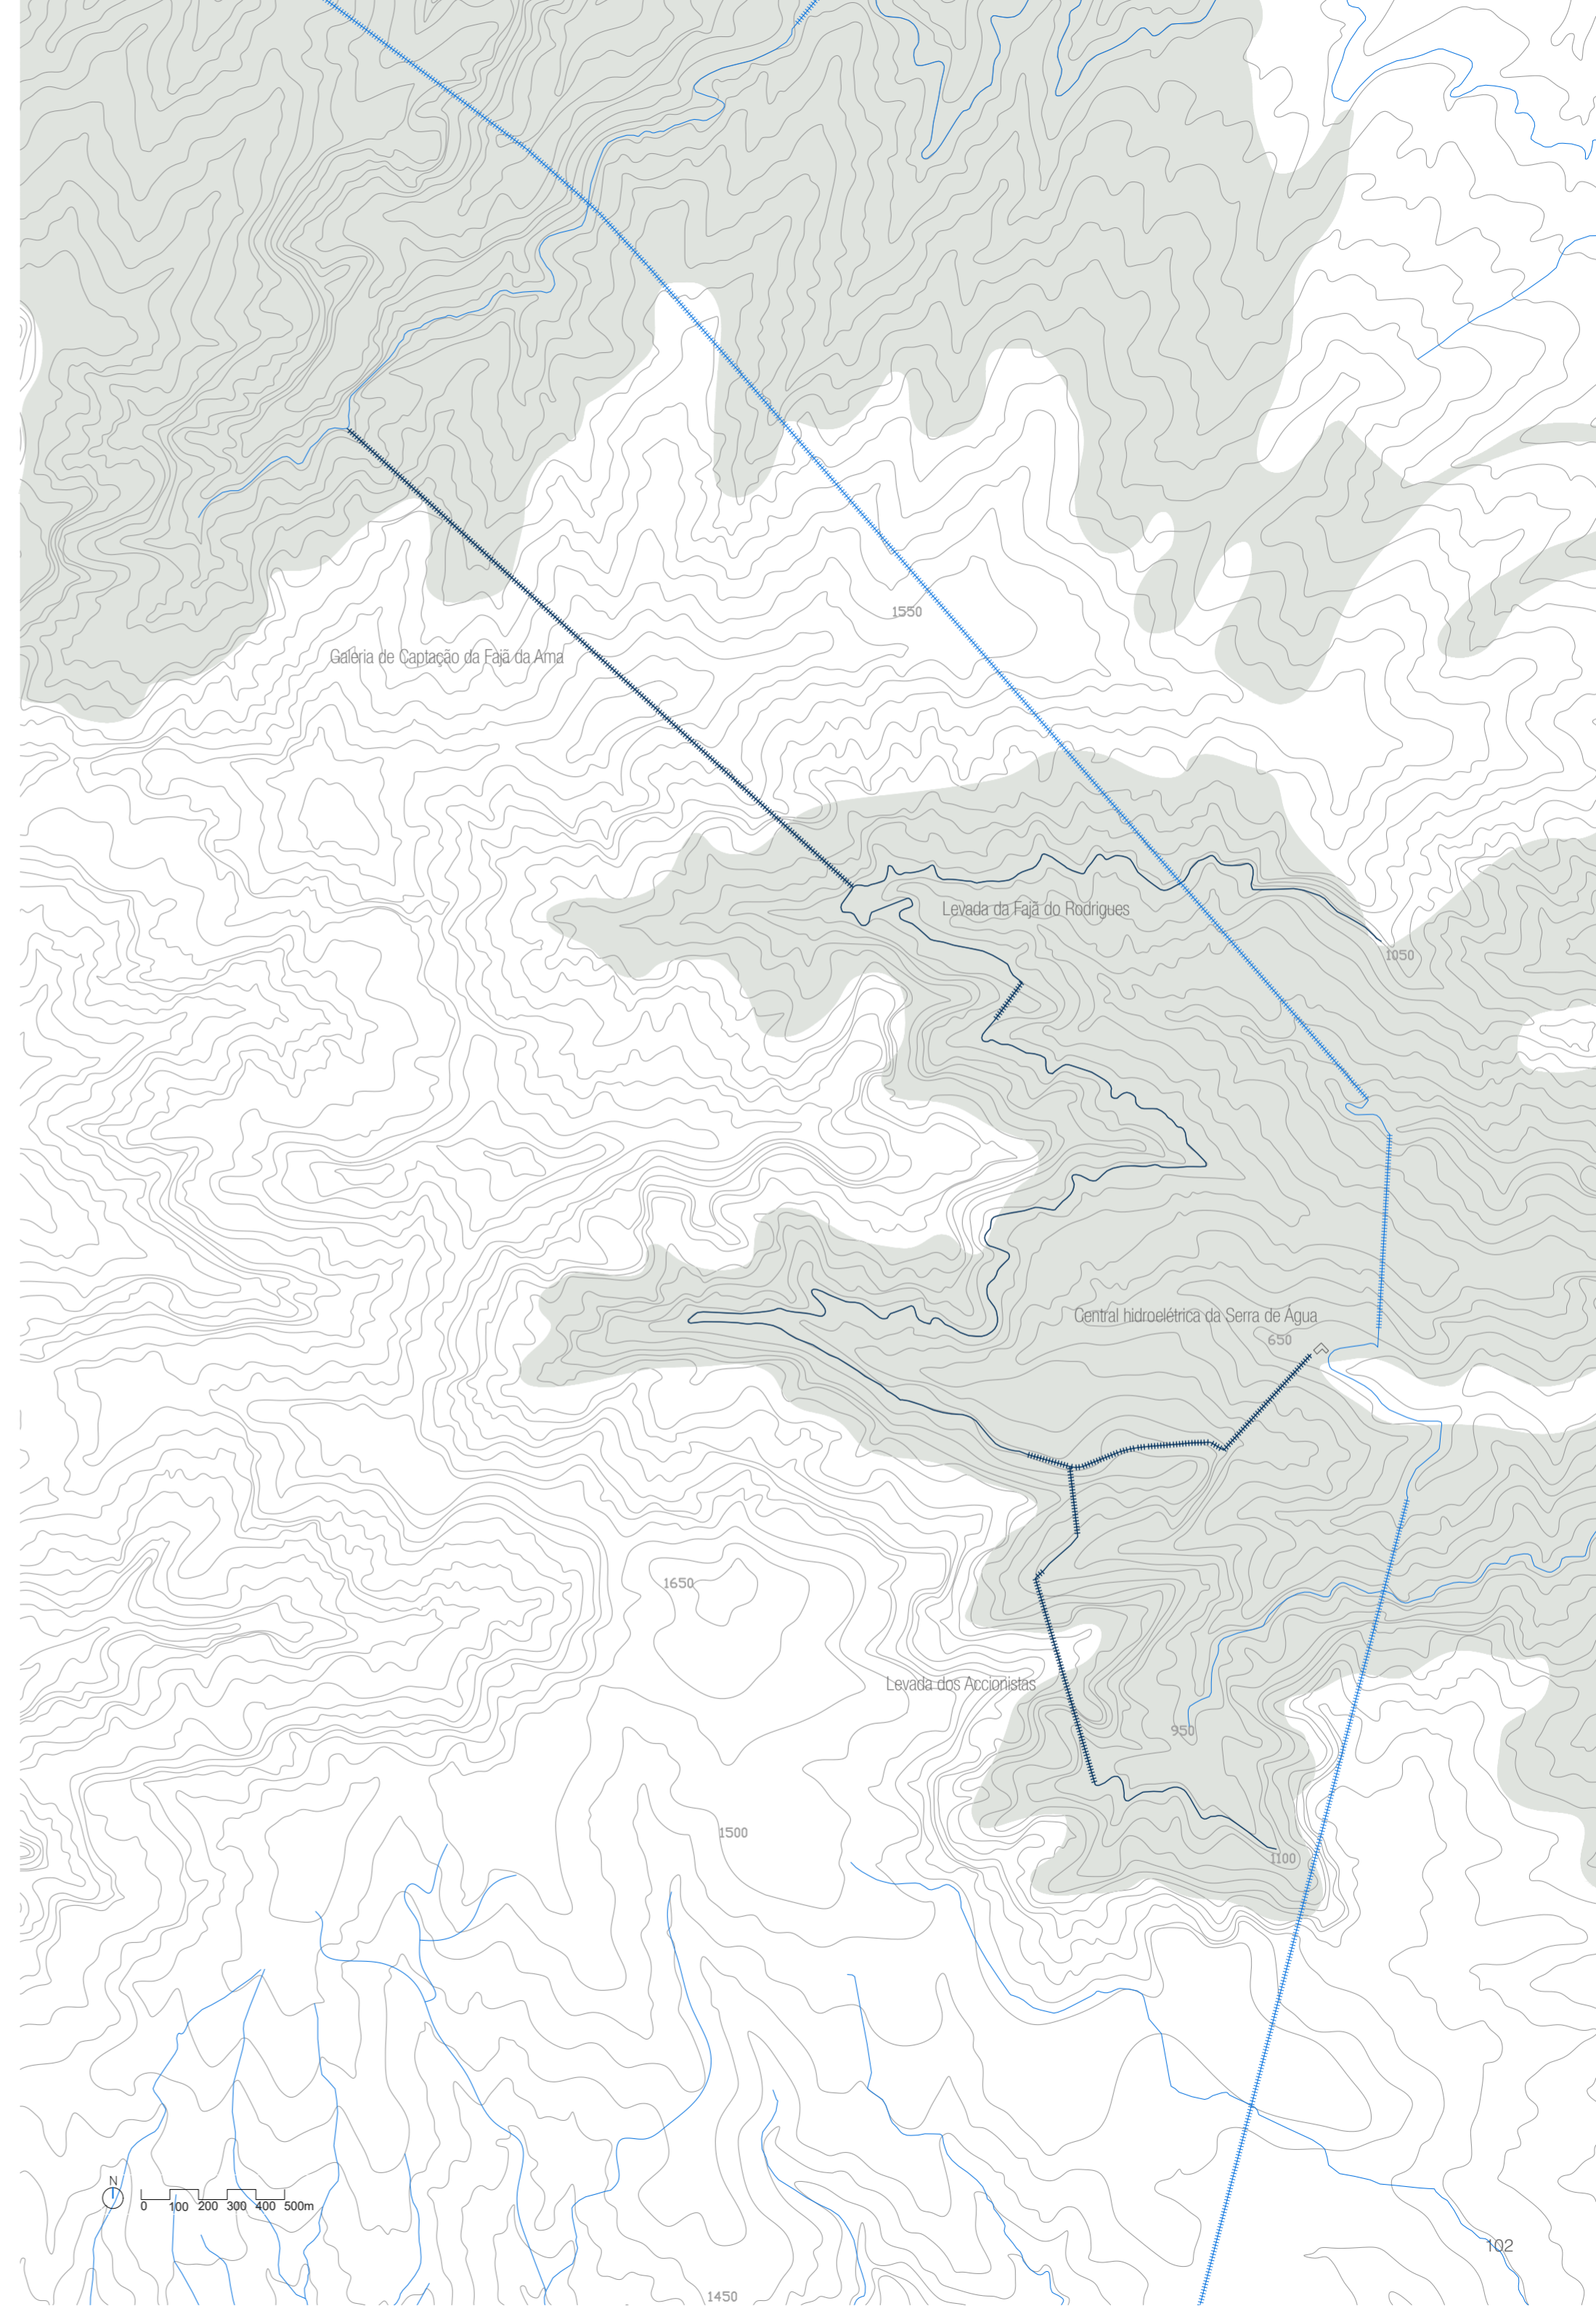 1550
Galeria de Captação da Fajã da Ama
Levada da Fajã do Rodrigues
1050
Central hidroelétrica da Serra de Água
650
1650
Levada dos Accionistas
950
1500
1100
N
0 100 200 300 400 500m
102
1450